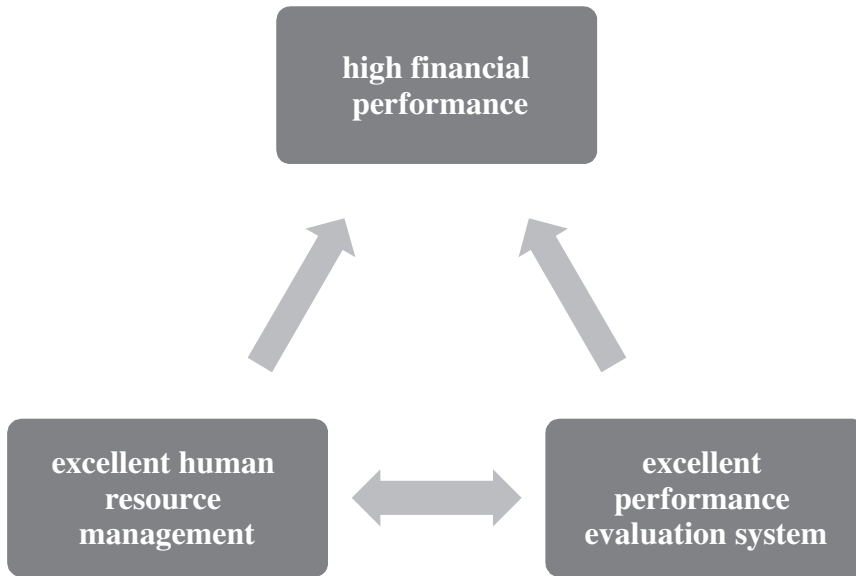 high financial
performance
excellent human
resource
management
excellent
performance
evaluation system